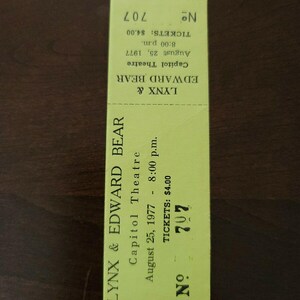 LYNX &
EDWARD BEAR
Capitol Theatre
August 25, 1977
8:00 p.m.
TICKETS: $4.00
No 707
LYNX & EDWARD BEAR
Capitol Theatre
August 25, 1977 - 8:00 p.m.
TICKETS: $4.00
No 707